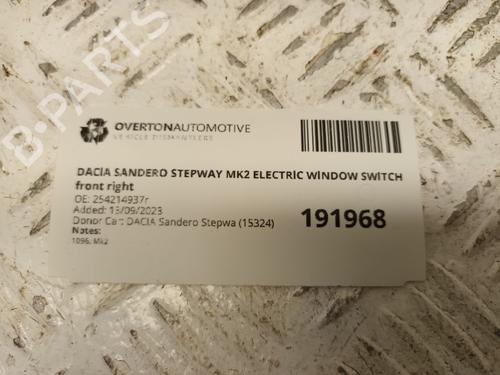 B-PARTS
OVERTONAUTOMOTIVE
VEHICLE DISMANTLERS
DACIA SANDERO STEPWAY MK2 ELECTRIC WINDOW SWITCH
front right
OE: 254214937r
Added: 13/09/2023
Donor Car: DACIA Sandero Stepwa (15324)
191968
Notes:
1096. Mk2